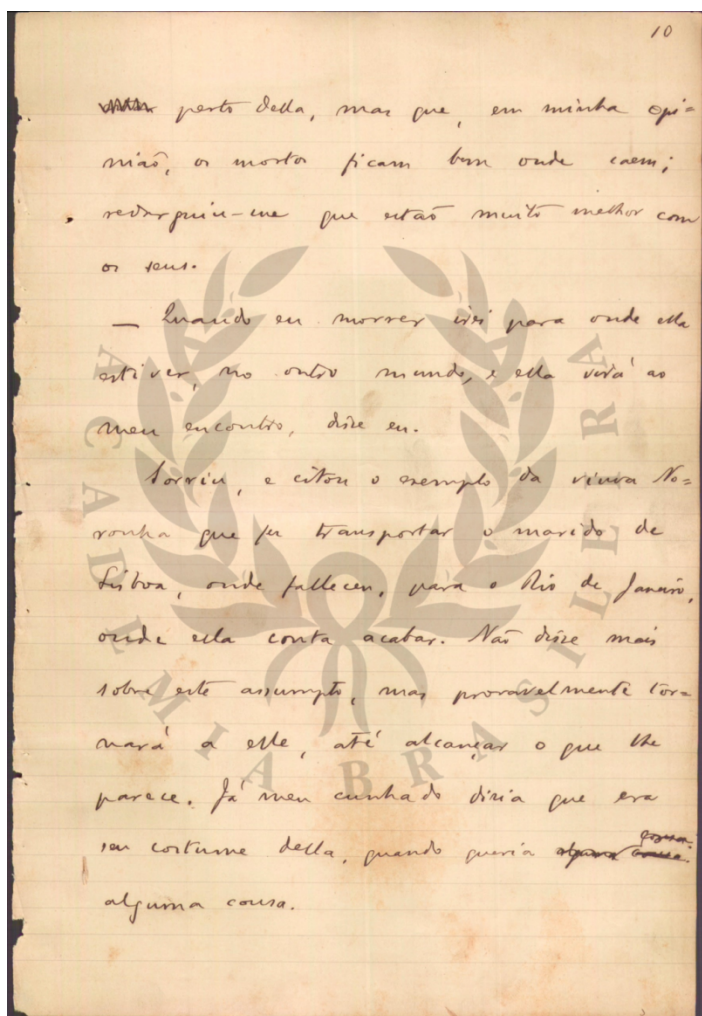 10
perto della, mas que, em minha opi=
nião, os mortos ficam bem onde caem;
redarguiu-me que estão muito melhor com
os seus.
— Quando eu morrer irei para onde ella
estiver, no outro mundo, e ella virá ao
meu encontro, disse eu.
Sorriu, e citou o exemplo da viuva No=
ronha que fez transportar o marido de
Lisboa, onde falleceu, para o Rio de Janeiro,
onde ella conta acabar. Não disse mais
sobre este assumpto, mas provavelmente tor=
nará a elle, até alcançar o que lhe
parece. Já meu cunhado dizia que era
seu costume della, quando queria alguma cousa.
alguma cousa.
ACADEMIA BRASILEIRA